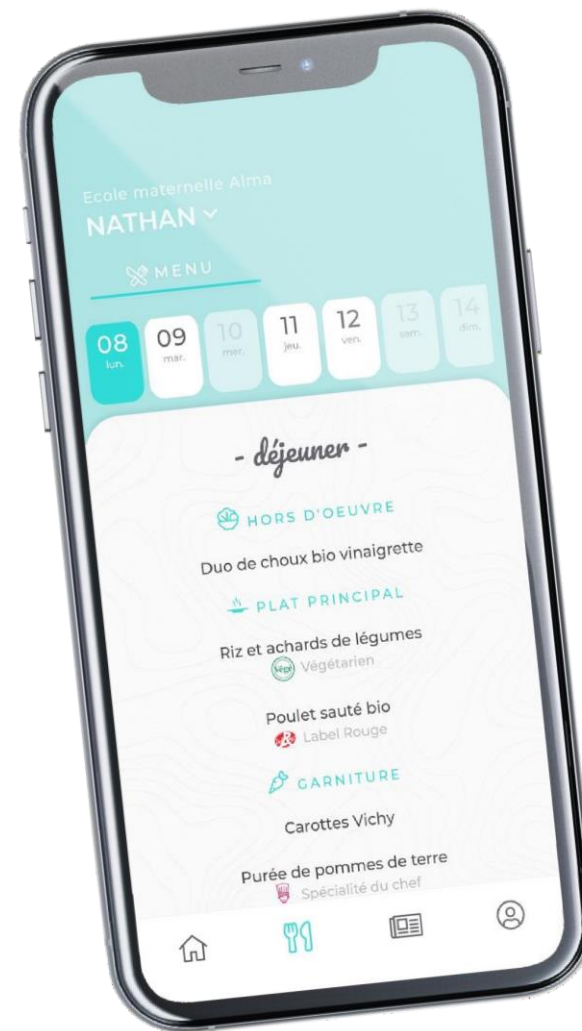 Ecole maternelle Alma
NATHAN
MENU
08 09 10 11 12 13 14
lun. mar. mer. jeu. ven. sam. dim.
- déjeuner -
HORS D'OEUVRE
Duo de choux bio vinaigrette
PLAT PRINCIPAL
Riz et achards de légumes
Végé Végétarien
Poulet sauté bio
Label Rouge
GARNITURE
Carottes Vichy
Purée de pommes de terre
Spécialité du chef